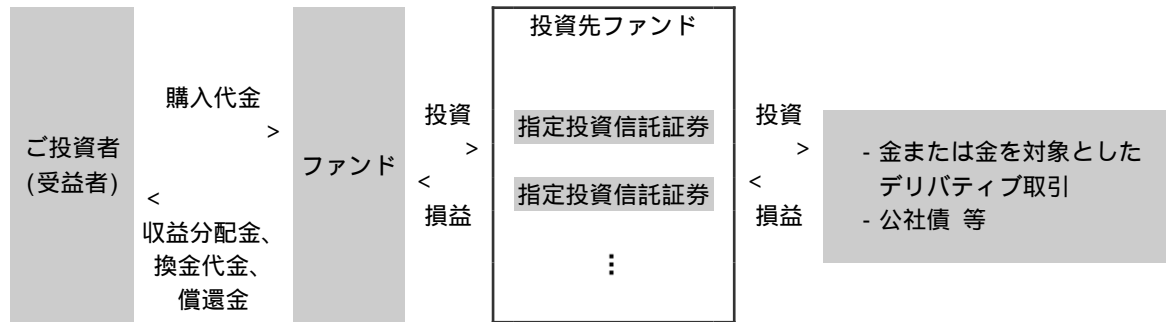 ご投資者
(受益者)
購入代金
>
<
収益分配金、
換金代金、
償還金
ファンド
投資
>
<
損益
投資先ファンド
指定投資信託証券
指定投資信託証券
⋮
投資
>
<
損益
- 金または金を対象とした
デリバティブ取引
- 公社債 等